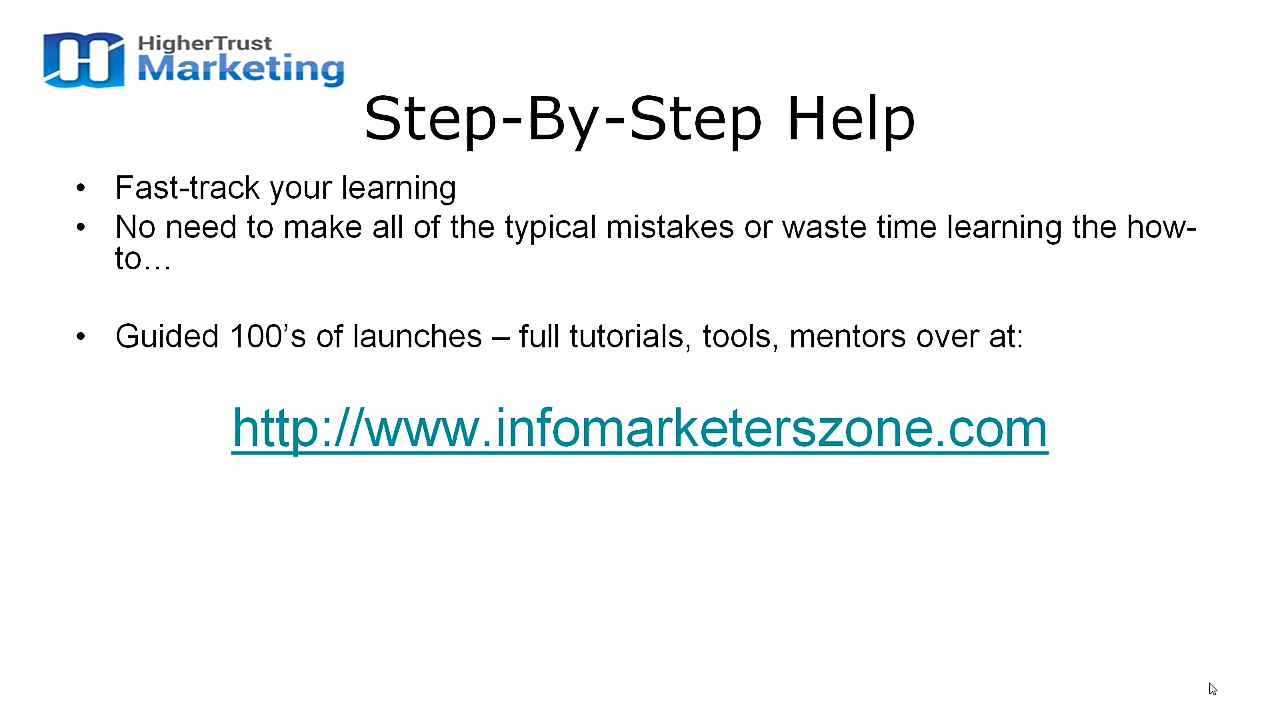 HigherTrust
Marketing
Step-By-Step Help
• Fast-track your learning
• No need to make all of the typical mistakes or waste time learning the how-
to…
• Guided 100’s of launches – full tutorials, tools, mentors over at:
http://www.infomarketerszone.com